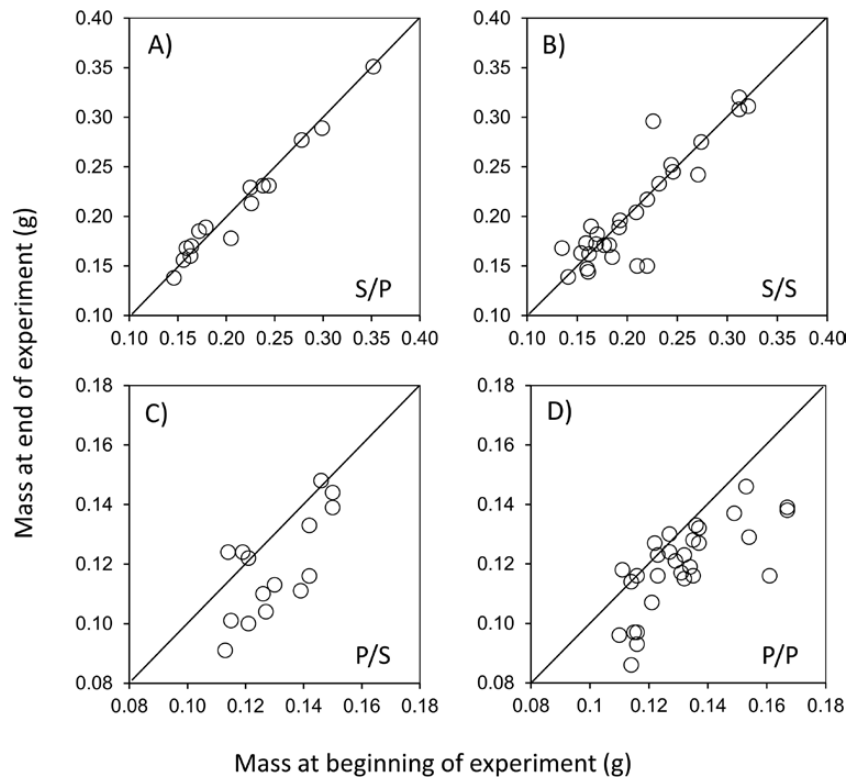 Mass at end of experiment (g)
A)
0.40
0.35
0.30
0.25
0.20
0.15
0.10
0.10 0.15 0.20 0.25 0.30 0.35 0.40
S/P
B)
0.40
0.35
0.30
0.25
0.20
0.15
0.10
0.10 0.15 0.20 0.25 0.30 0.35 0.40
S/S
C)
0.18
0.16
0.14
0.12
0.10
0.08
0.08 0.10 0.12 0.14 0.16 0.18
P/S
D)
0.18
0.16
0.14
0.12
0.10
0.08
0.08 0.1 0.12 0.14 0.16 0.18
P/P
Mass at beginning of experiment (g)